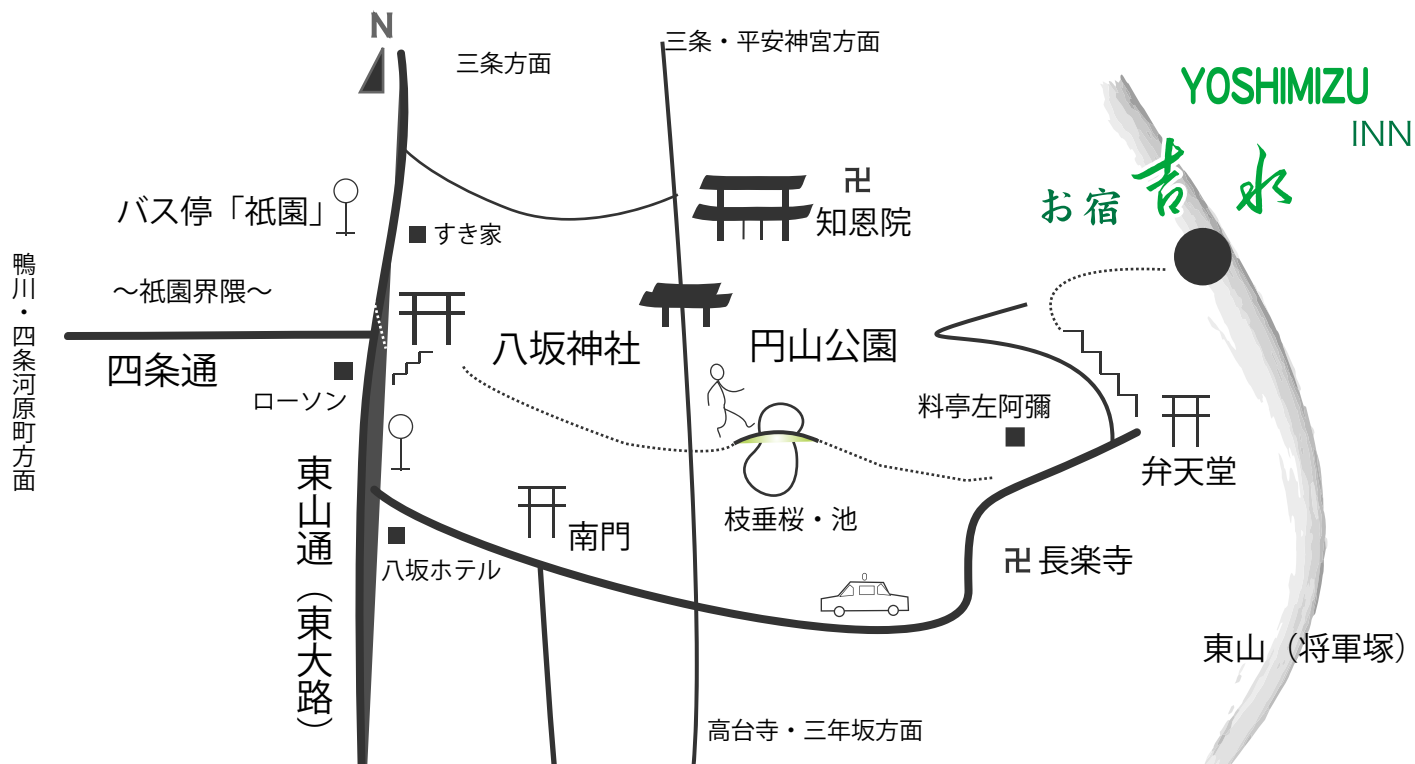 N
三条方面
三条・平安神宮方面
YOSHIMIZU
INN
お宿 吉水
バス停「祇園」
すき家
卍
知恩院
鴨川・四条河原町方面
～祇園界隈～
四条通
八坂神社
円山公園
ローソン
料亭左阿彌
東山通（東大路）
弁天堂
枝垂桜・池
南門
八坂ホテル
卍 長楽寺
東山（将軍塚）
高台寺・三年坂方面